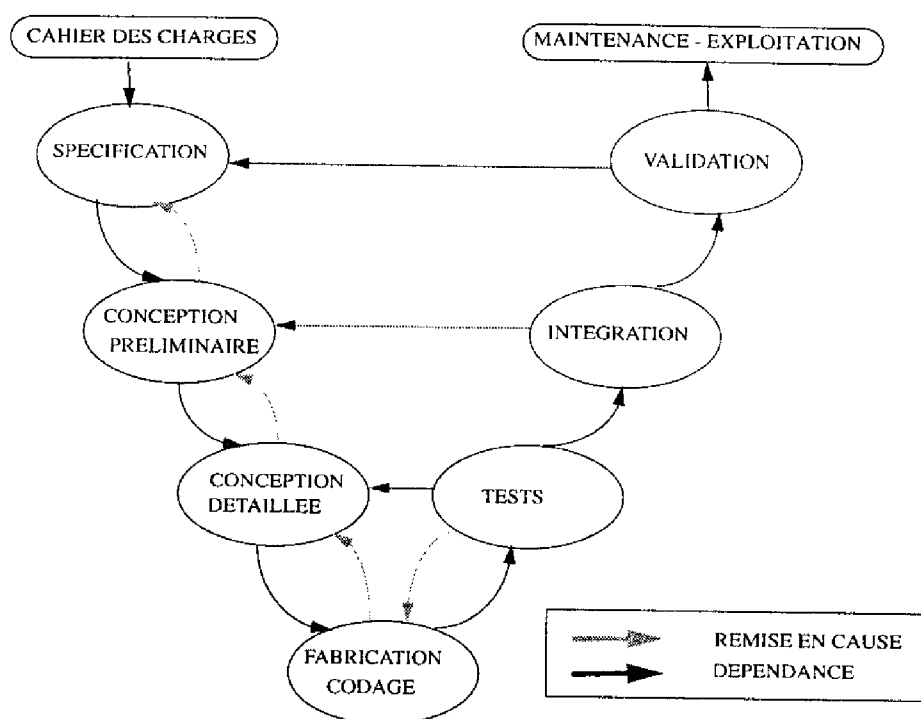 CAHIER DES CHARGES
MAINTENANCE - EXPLOITATION
SPECIFICATION
VALIDATION
CONCEPTION
PRELIMINAIRE
INTEGRATION
CONCEPTION
DETAILLEE
TESTS
FABRICATION
CODAGE
REMISE EN CAUSE
DEPENDANCE